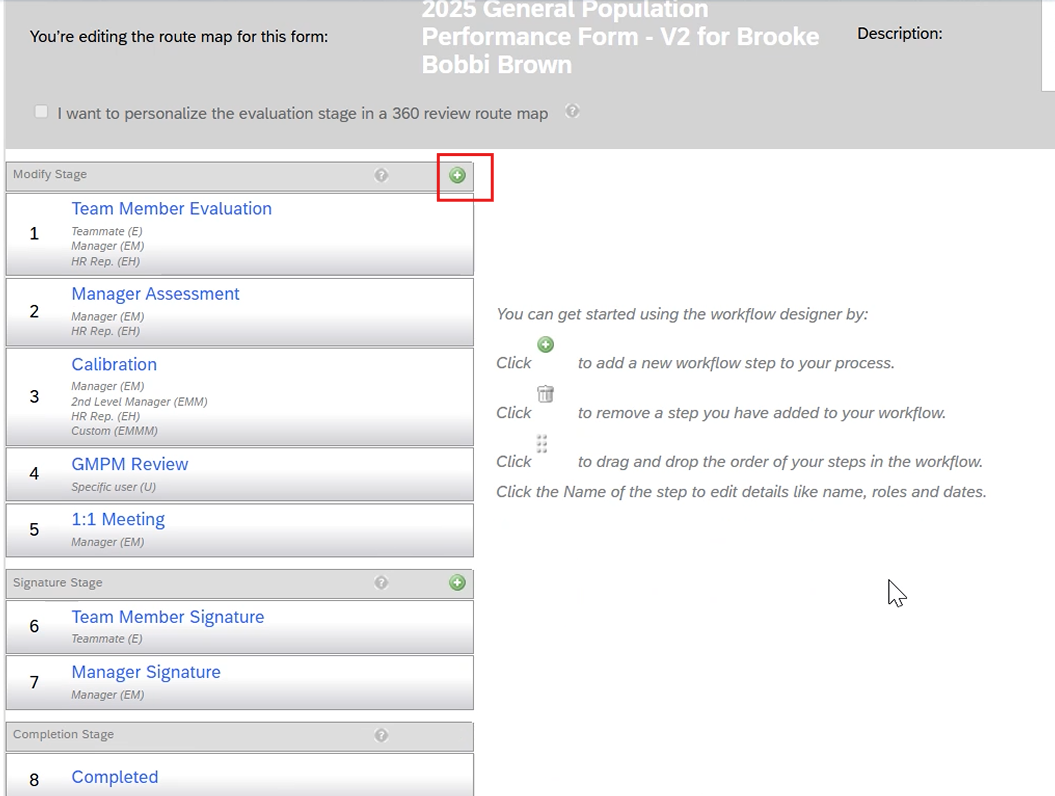 2025 General Population
You're editing the route map for this form:
Performance Form - V2 for Brooke
Bobbi Brown
Description:
I want to personalize the evaluation stage in a 360 review route map
Modify Stage
1
Team Member Evaluation
Teammate (E)
Manager (EM)
HR Rep. (EH)
2
Manager Assessment
Manager (EM)
HR Rep. (EH)
3
Calibration
Manager (EM)
2nd Level Manager (EMM)
HR Rep. (EH)
Custom (EMMM)
4
GMPM Review
Specific user (U)
5
1:1 Meeting
Manager (EM)
Signature Stage
6
Team Member Signature
Teammate (E)
7
Manager Signature
Manager (EM)
Completion Stage
8
Completed
You can get started using the workflow designer by:
Click to add a new workflow step to your process.
Click to remove a step you have added to your workflow.
Click to drag and drop the order of your steps in the workflow.
Click the Name of the step to edit details like name, roles and dates.